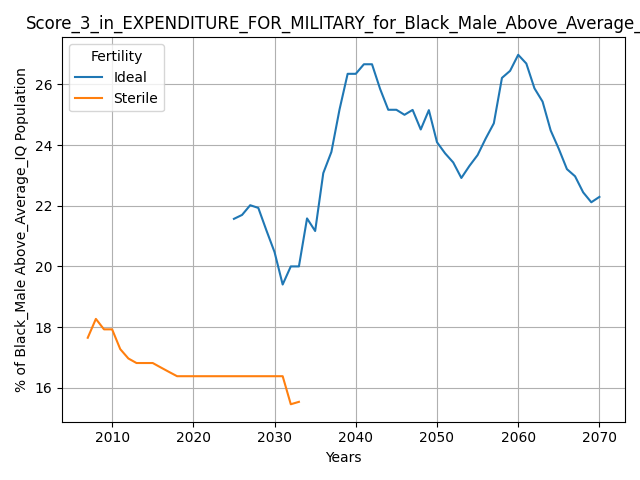 Score_3_in_EXPENDITURE_FOR_MILITARY_for_Black_Male_Above_Average_
Fertility
Ideal
Sterile
% of Black_Male Above_Average_IQ Population
26
24
22
20
18
16
2010 2020 2030 2040 2050 2060 2070
Years